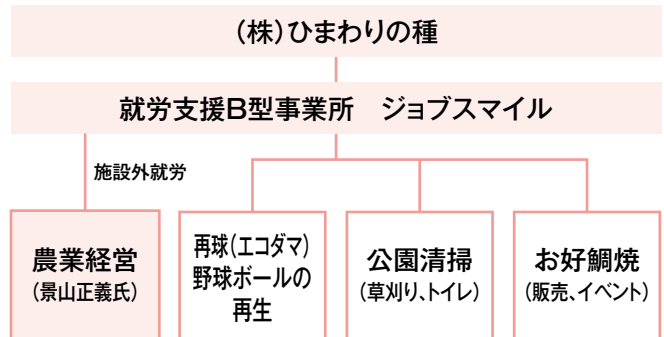 (株)ひまわりの種
就労支援B型事業所　ジョブスマイル
施設外就労
農業経営
(景山正義氏)
再球(エコダマ)
野球ボールの
再生
公園清掃
(草刈り、トイレ)
お好鯛焼
(販売、イベント)